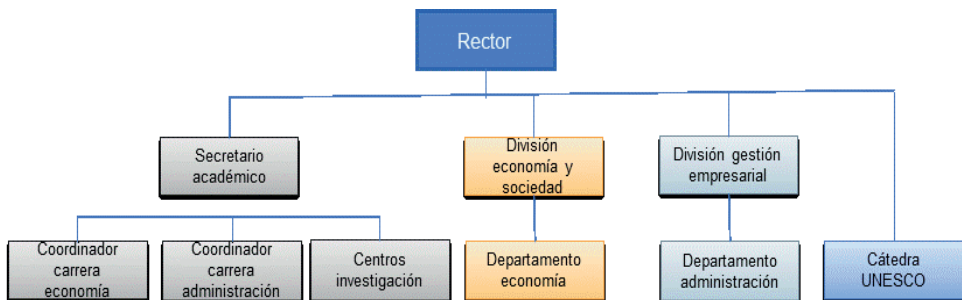 Rector
Secretario
académico
División
economía y
sociedad
División gestión
empresarial
Coordinador
carrera
economía
Coordinador
carrera
administración
Centros
investigación
Departamento
economía
Departamento
administración
Cátedra
UNESCO